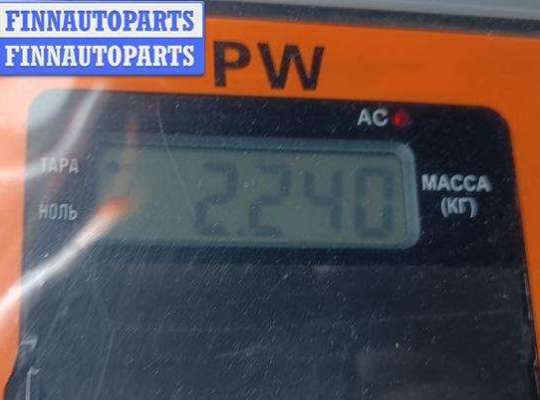 FINNAUTOPARTS
FINNAUTOPARTS
PW
AC
ТАРА
2.240
МАССА
(КГ)
НОЛЬ